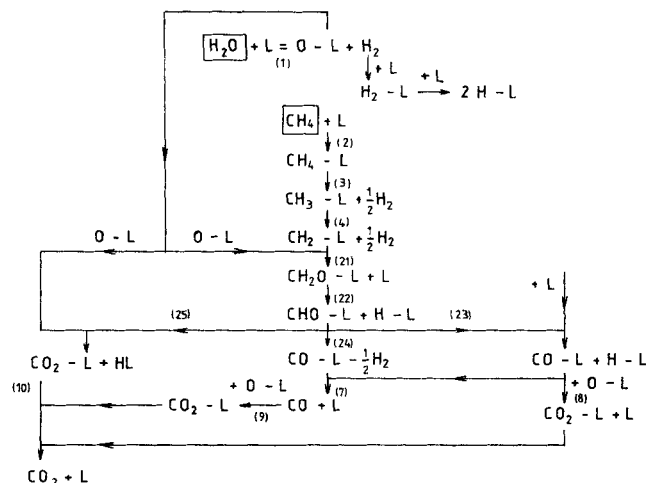 H₂O + L = O – L + H₂
(1)
+ L
+ L
H₂ – L → 2 H – L
CH₄ + L
(2)
CH₄ – L
(3)
CH₃ – L + ½H₂
(4)
O – L O – L CH₂ – L + ½H₂
(21)
CH₂O – L + L
+ L
(22)
CHO – L + H – L
(25) (23)
(24)
CO₂ – L + HL CO – L – ½H₂ CO – L + H – L
(10) + O – L (7) (8) + O – L
CO₂ – L ← CO + L CO₂ – L + L
(9)
CO₂ + L